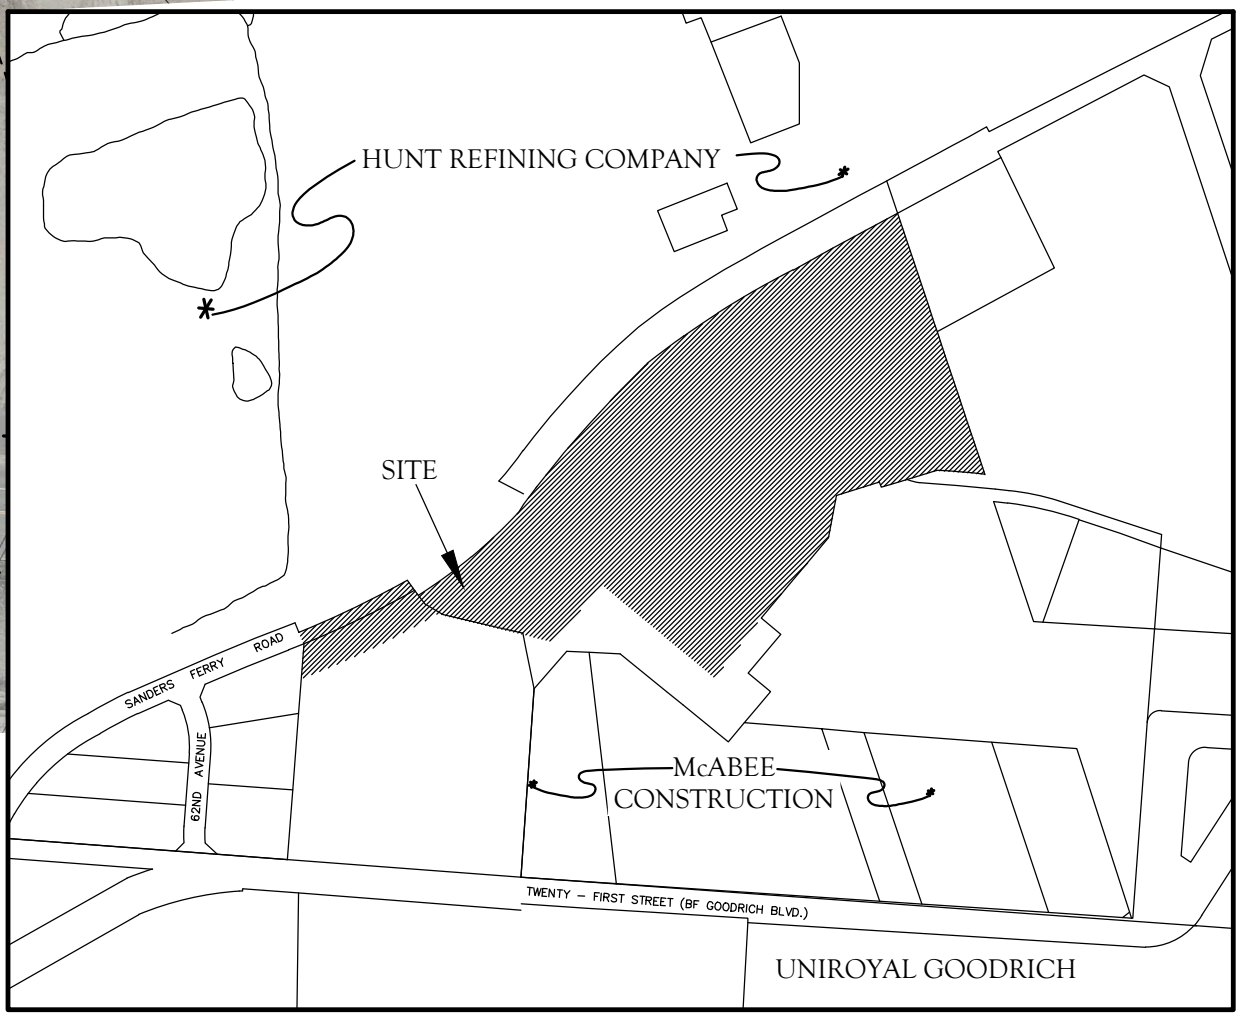 HUNT REFINING COMPANY
SITE
SANDERS FERRY ROAD
62ND AVENUE
McABEE
CONSTRUCTION
TWENTY – FIRST STREET (BF GOODRICH BLVD.)
UNIROYAL GOODRICH